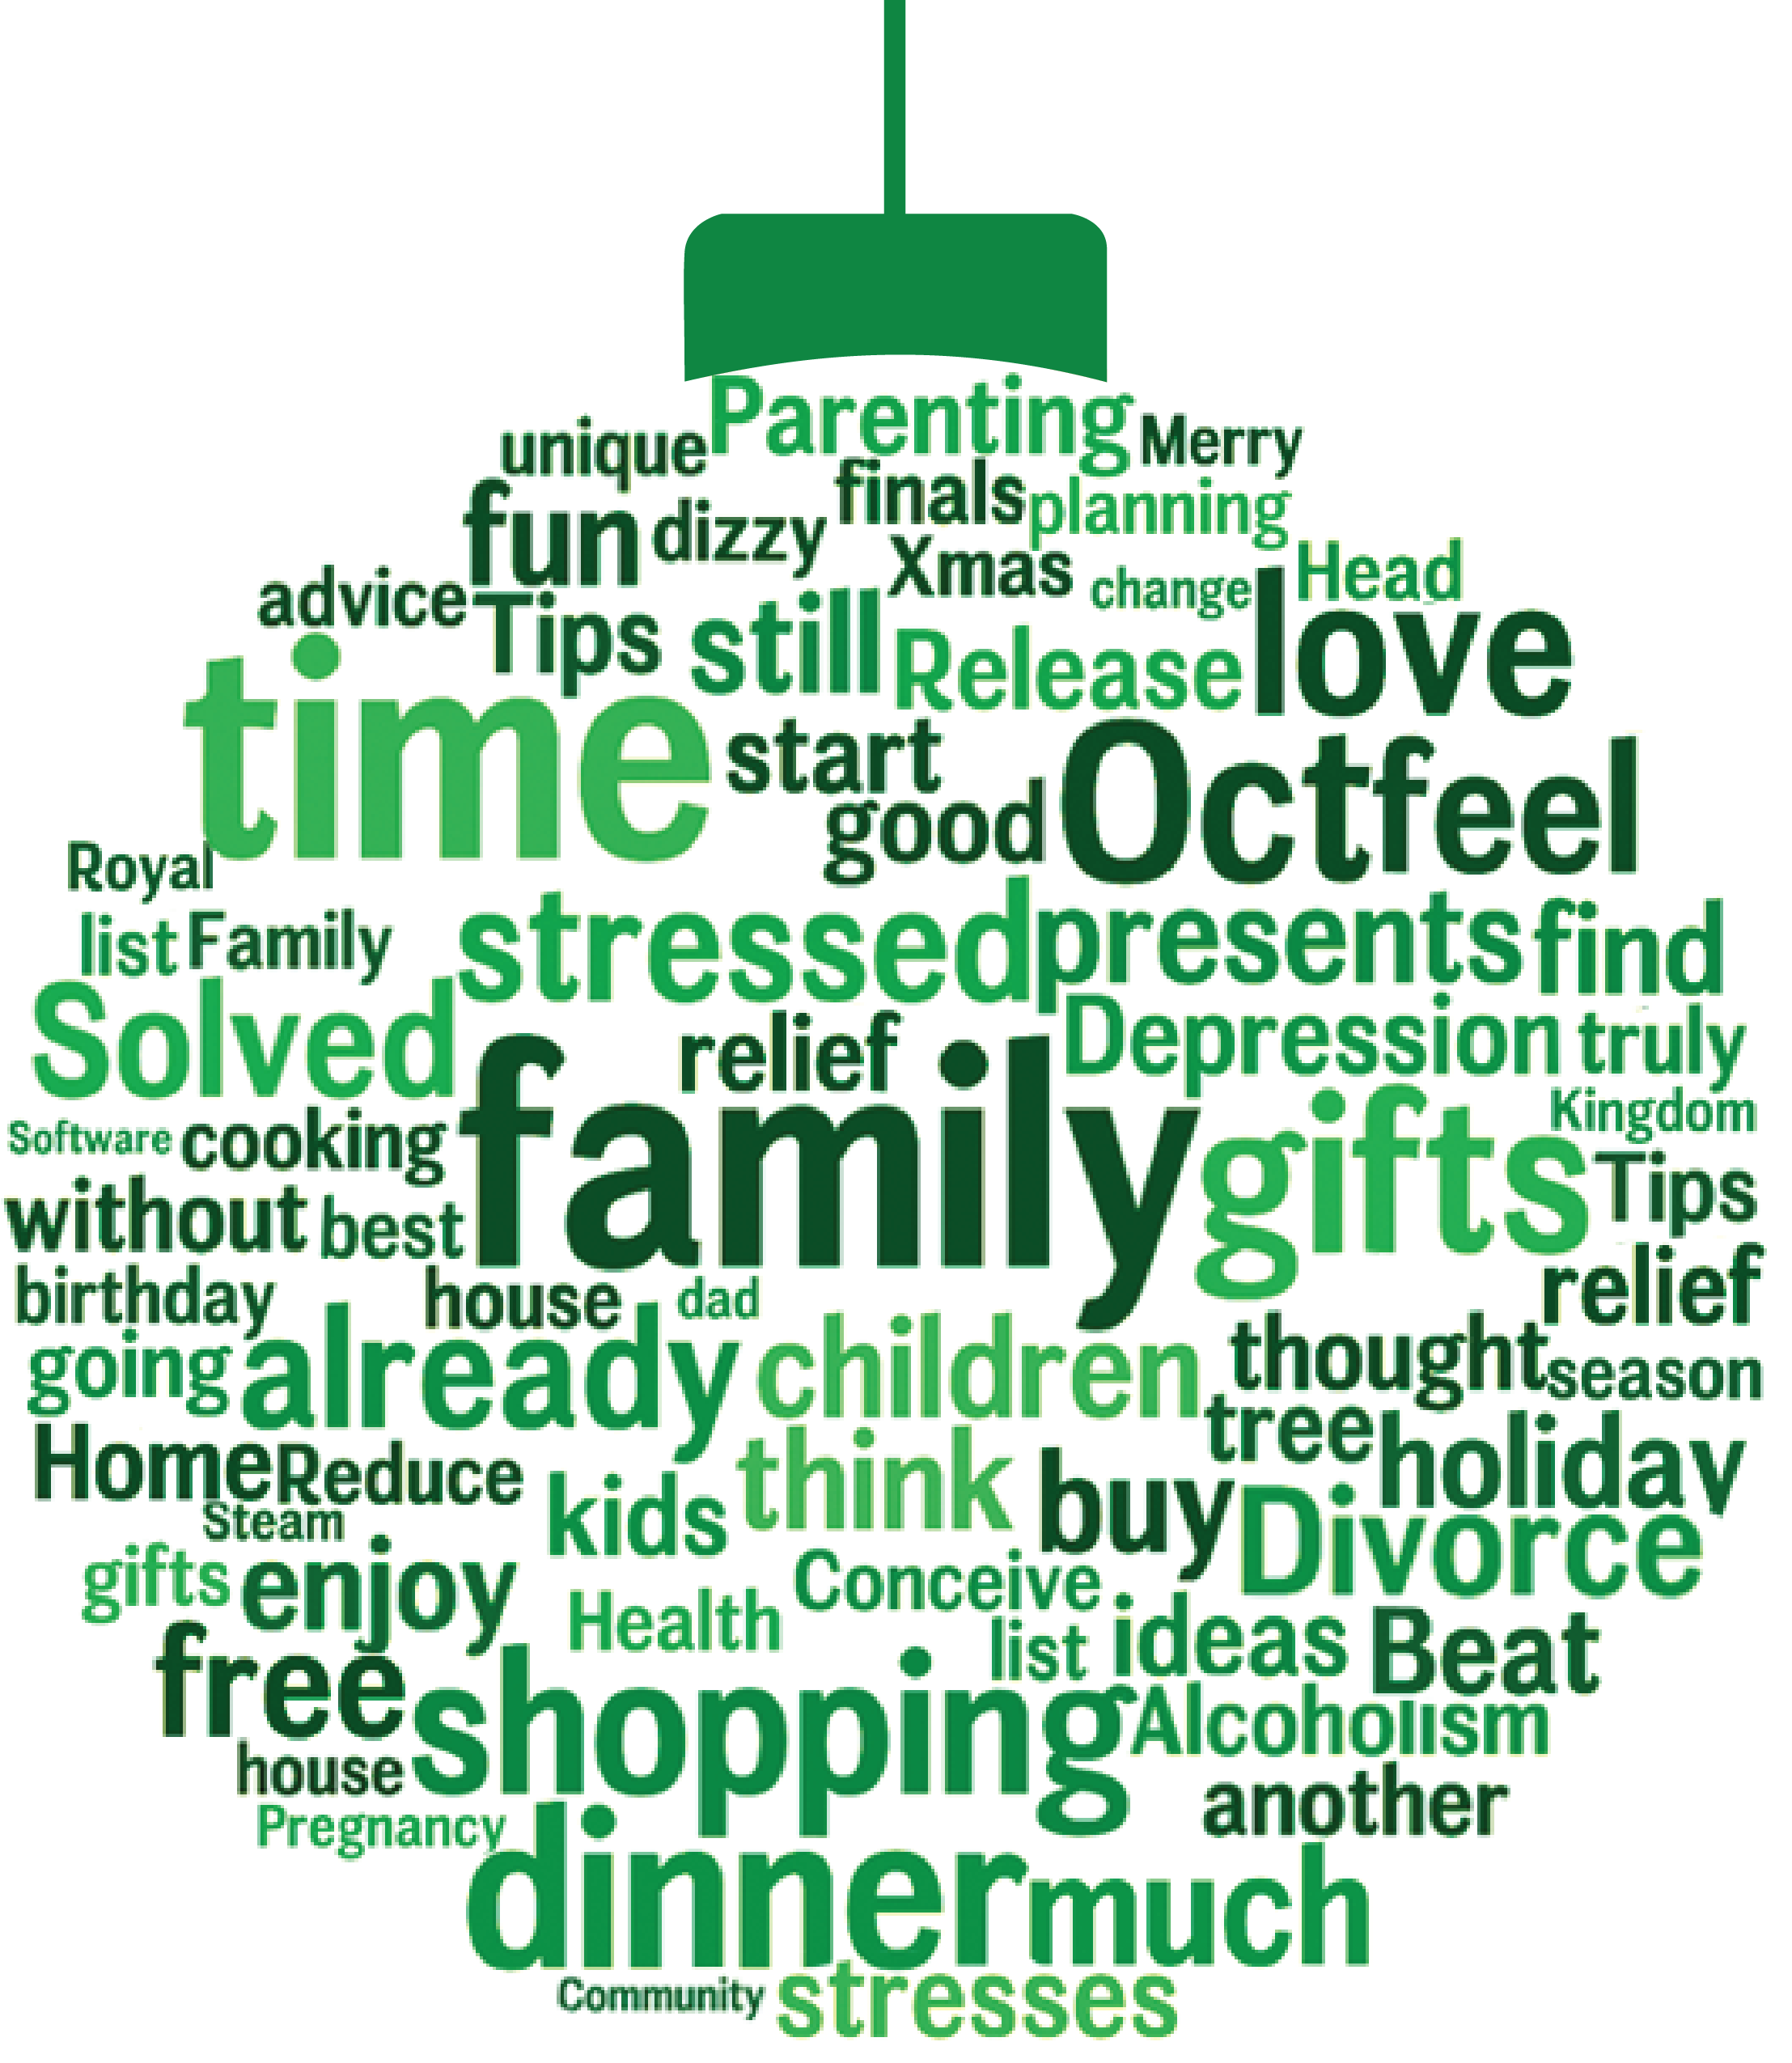 Parenting
unique Merry
fun dizzy finals planning
Xmas change Head
advice Tips still Release love
time start
good Oct feel
Royal
list Family stressed presents find
Solved relief Depression truly
Software cooking family gifts Kingdom
without best Tips
birthday house dad relief
going already children thought season
Home Reduce think tree holiday
Steam kids buy Divorce
gifts enjoy Conceive
Health list ideas Beat
free shopping Alcoholism
house another
Pregnancy
dinner much
Community stresses